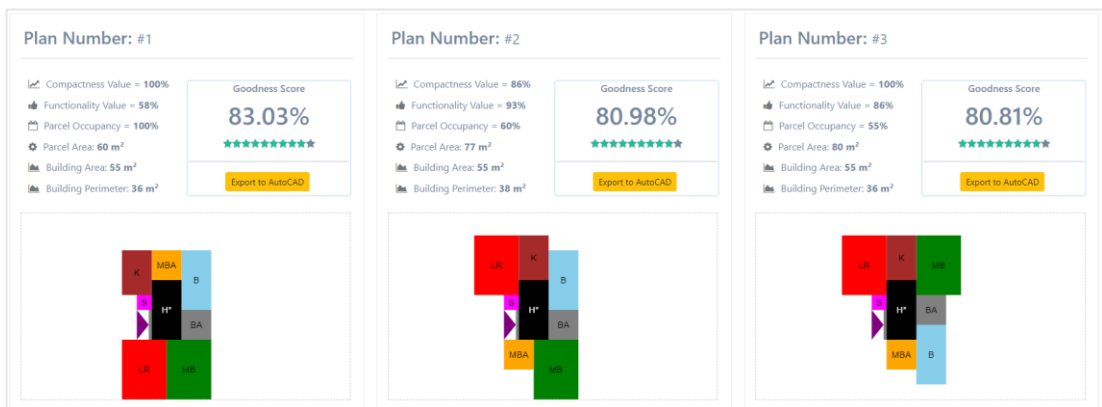 Plan Number: #1
Compactness Value = 100%
Functionality Value = 58%
Parcel Occupancy = 100%
Parcel Area: 60 m²
Building Area: 55 m²
Building Perimeter: 36 m²
Goodness Score
83.03%
Export to AutoCAD
K
MBA
B
S
H*
BA
LR
MB
Plan Number: #2
Compactness Value = 86%
Functionality Value = 93%
Parcel Occupancy = 60%
Parcel Area: 77 m²
Building Area: 55 m²
Building Perimeter: 38 m²
Goodness Score
80.98%
Export to AutoCAD
LR
K
B
S
H*
BA
MBA
MB
Plan Number: #3
Compactness Value = 100%
Functionality Value = 86%
Parcel Occupancy = 55%
Parcel Area: 80 m²
Building Area: 55 m²
Building Perimeter: 36 m²
Goodness Score
80.81%
Export to AutoCAD
LR
K
MB
S
H*
BA
MBA
B